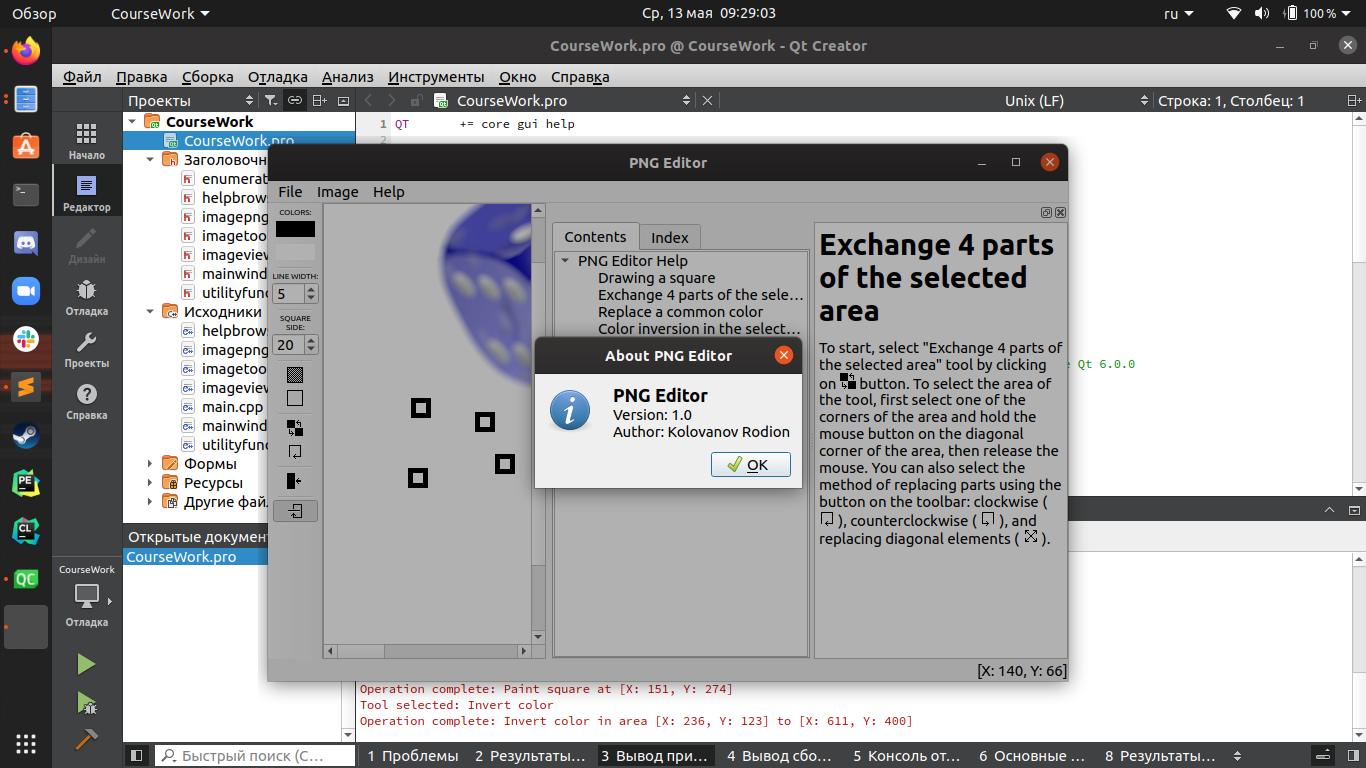 Обзор
CourseWork
Ср, 13 мая 09:29:03
ru
100 %
CourseWork.pro @ CourseWork - Qt Creator
Файл Правка Сборка Отладка Анализ Инструменты Окно Справка
Проекты
CourseWork.pro
Unix (LF)
Строка: 1, Столбец: 1
Начало
Редактор
Дизайн
Отладка
Проекты
Справка
CourseWork
Отладка
CourseWork
CourseWork.pro
Заголовочн
enumerat
helpbrow
imagepng
imagetoo
imageview
mainwind
utilityfunc
Исходники
helpbrows
imagepng
imagetoo
imageview
main.cpp
mainwind
utilityfunc
Формы
Ресурсы
Другие фай
Открытые документ
CourseWork.pro
1 QT += core gui help
2
e Qt 6.0.0
PNG Editor
File Image Help
COLORS:
LINE WIDTH:
5
SQUARE
SIDE:
20
Contents Index
PNG Editor Help
Drawing a square
Exchange 4 parts of the sele...
Replace a common color
Color inversion in the select...
Exchange 4 parts
of the selected
area
To start, select "Exchange 4 parts of
the selected area" tool by clicking
on button. To select the area of
the tool, first select one of the
corners of the area and hold the
mouse button on the diagonal
corner of the area, then release the
mouse. You can also select the
method of replacing parts using the
button on the toolbar: clockwise (
), counterclockwise ( ), and
replacing diagonal elements ( ).
[X: 140, Y: 66]
About PNG Editor
PNG Editor
Version: 1.0
Author: Kolovanov Rodion
OK
Operation complete: Paint square at [X: 151, Y: 274]
Tool selected: Invert color
Operation complete: Invert color in area [X: 236, Y: 123] to [X: 611, Y: 400]
Быстрый поиск (C...
1 Проблемы
2 Результаты...
3 Вывод при...
4 Вывод сбо...
5 Консоль от...
6 Основные ...
8 Результаты...
PE
CL
QC